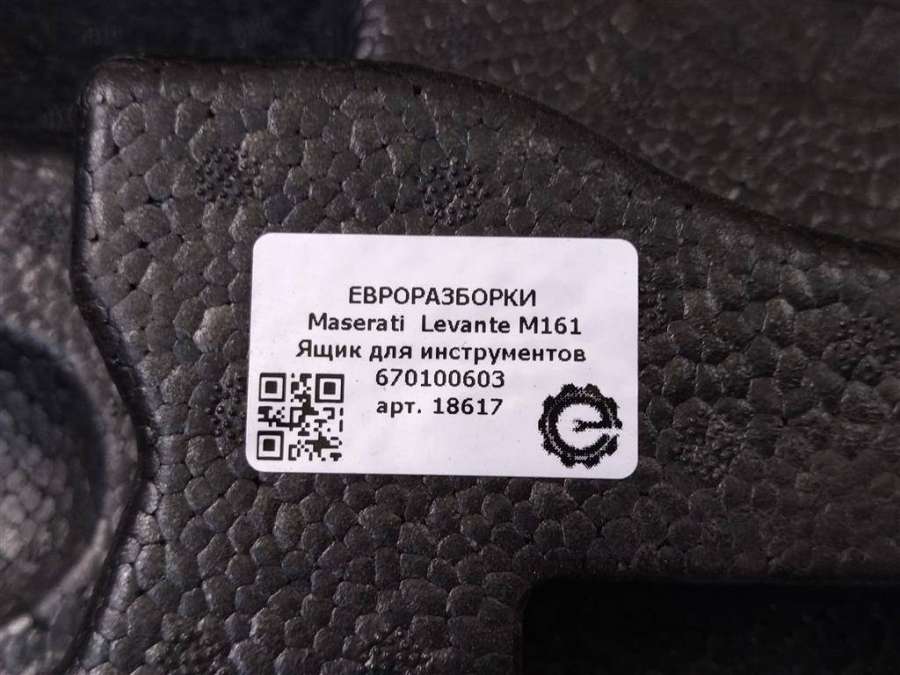 ЕВРОРАЗБОРКИ
Maserati Levante M161
Ящик для инструментов
670100603
арт. 18617